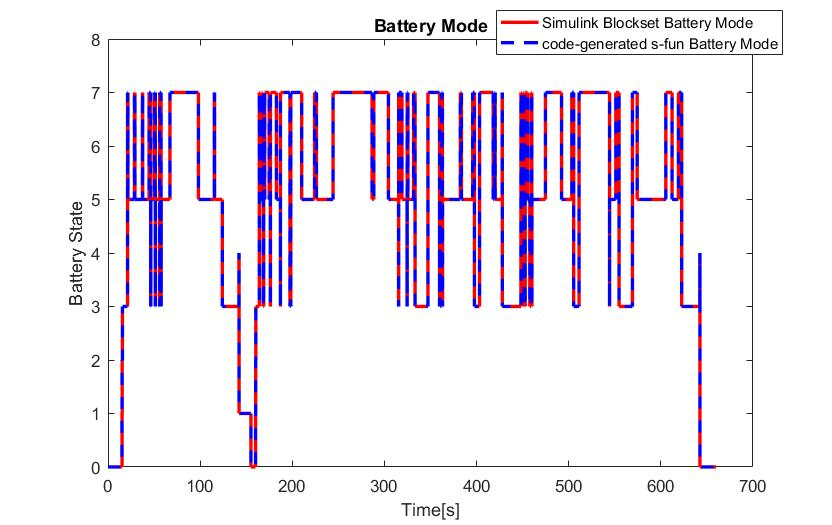 Battery Mode
Simulink Blockset Battery Mode
code-generated s-fun Battery Mode
8
7
6
5
4
3
2
1
0
Battery State
0 100 200 300 400 500 600 700
Time[s]